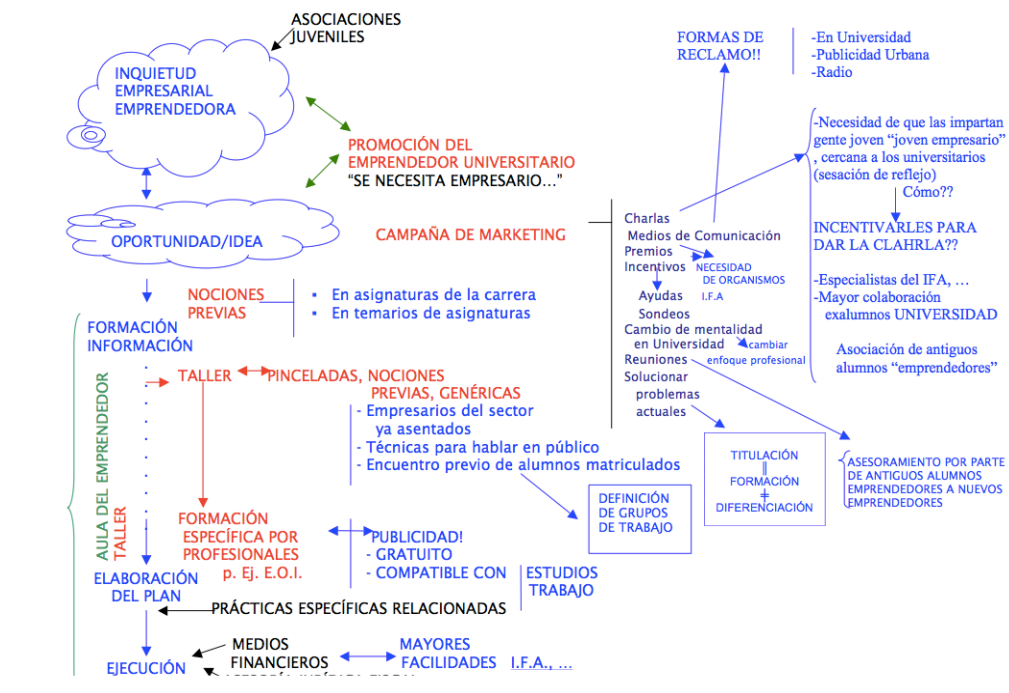 ASOCIACIONES
JUVENILES
INQUIETUD
EMPRESARIAL
EMPRENDEDORA
PROMOCIÓN DEL
EMPRENDEDOR UNIVERSITARIO
“SE NECESITA EMPRESARIO...”
OPORTUNIDAD/IDEA
CAMPAÑA DE MARKETING
FORMAS DE
RECLAMO!!
-En Universidad
-Publicidad Urbana
-Radio
Charlas
Medios de Comunicación
Premios
Incentivos
NECESIDAD
DE ORGANISMOS
I.F.A
Ayudas
Sondeos
Cambio de mentalidad
en Universidad
cambiar
enfoque profesional
Reuniones
Solucionar
problemas
actuales
-Necesidad de que las impartan
gente joven “joven empresario”
, cercana a los universitarios
(sesación de reflejo)
Cómo??
INCENTIVARLES PARA
DAR LA CLAHRLA??
-Especialistas del IFA, …
-Mayor colaboración
exalumnos UNIVERSIDAD
Asociación de antiguos
alumnos “emprendedores”
TITULACIÓN
||
FORMACIÓN
╪
DIFERENCIACIÓN
ASESORAMIENTO POR PARTE
DE ANTIGUOS ALUMNOS
EMPRENDEDORES A NUEVOS
EMPRENDEDORES
NOCIONES
PREVIAS
▪ En asignaturas de la carrera
▪ En temarios de asignaturas
FORMACIÓN
INFORMACIÓN
AULA DEL EMPRENDEDOR
TALLER
TALLER
PINCELADAS, NOCIONES
PREVIAS, GENÉRICAS
- Empresarios del sector
ya asentados
- Técnicas para hablar en público
- Encuentro previo de alumnos matriculados
DEFINICIÓN
DE GRUPOS
DE TRABAJO
FORMACIÓN
ESPECÍFICA POR
PROFESIONALES
p. Ej. E.O.I.
PUBLICIDAD!
- GRATUITO
- COMPATIBLE CON
ESTUDIOS
TRABAJO
ELABORACIÓN
DEL PLAN
PRÁCTICAS ESPECÍFICAS RELACIONADAS
EJECUCIÓN
MEDIOS
FINANCIEROS
MAYORES
FACILIDADES I.F.A., ...